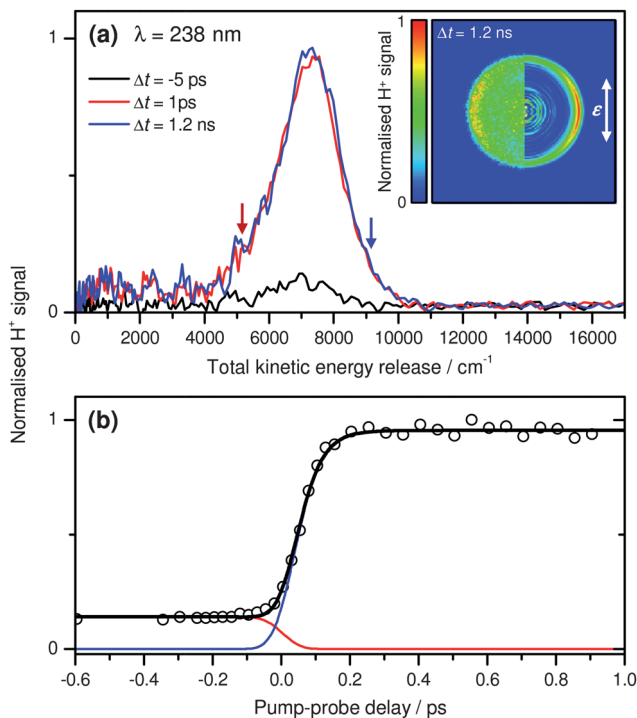 (a) λ = 238 nm
Δt = -5 ps
Δt = 1ps
Δt = 1.2 ns
1
0
Normalised H⁺ signal
Δt = 1.2 ns
ε
1
0
0 2000 4000 6000 8000 10000 12000 14000 16000
Total kinetic energy release / cm⁻¹
Normalised H⁺ signal
(b)
1
0
-0.6 -0.4 -0.2 0.0 0.2 0.4 0.6 0.8 1.0
Pump-probe delay / ps